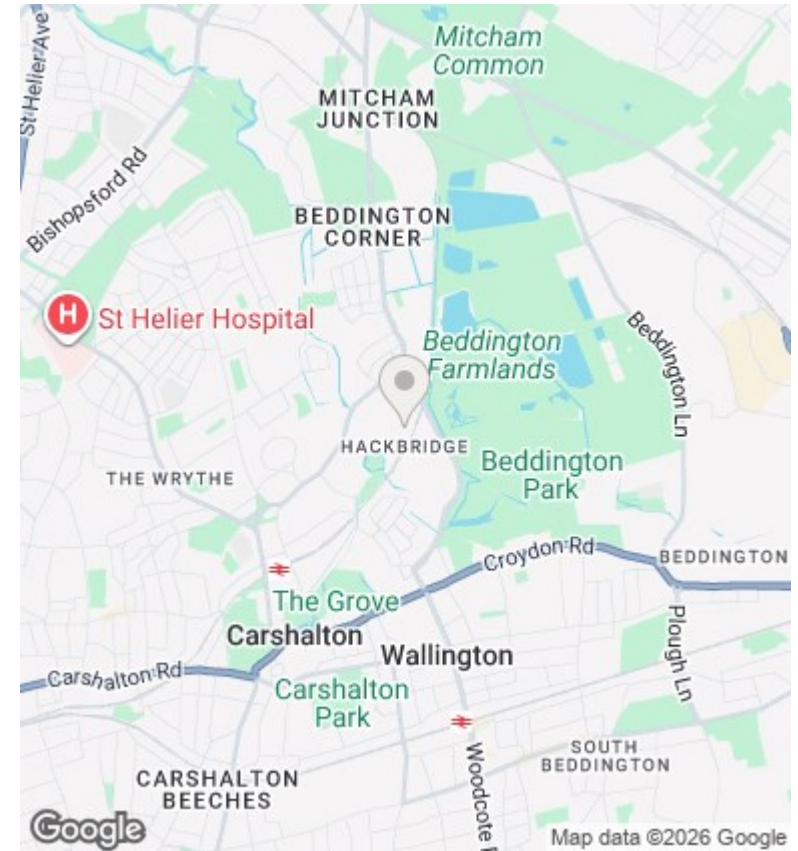 St Helier Ave
Mitcham
Common
MITCHAM
JUNCTION
Bishopsford Rd
BEDDINGTON
CORNER
H
St Helier Hospital
Beddington Ln
Beddington
Farmlands
HACKBRIDGE
Beddington
Park
THE WRYTHE
Croydon Rd
BEDDINGTON
The Grove
Carshalton
Wallington
Plough Ln
Carshalton Rd
Carshalton
Park
SOUTH
BEDDINGTON
CARSHALTON
BEECHES
Woodcote
Google
Map data ©2026 Google